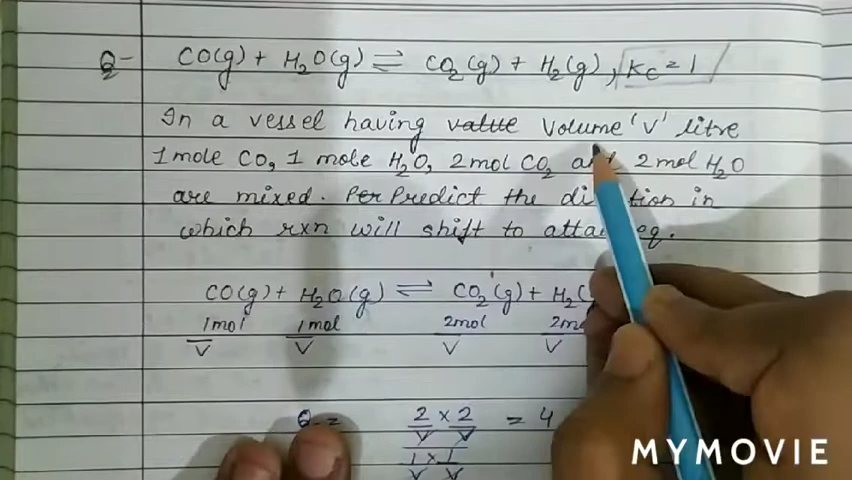 Q- CO(g) + H₂O(g) ⇌ CO₂(g) + H₂(g), Kc = 1
In a vessel having value volume 'V' litre
1 mole CO, 1 mole H₂O, 2 mol CO₂ and 2 mol H₂O
are mixed. Per Predict the in
which rxn will shift to eq.
CO(g) + H₂O(g) ⇌ CO₂(g) + H₂(
1mol 1mol 2mol
V V V V
Q = 2 × 2 = 4
V V
1 × 1
V V
MYMOVIE